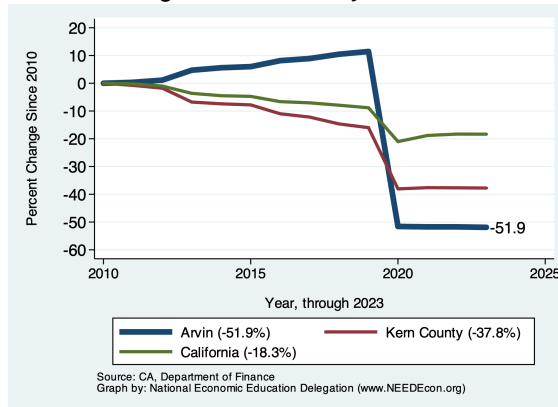 20
10
0
-10
-20
-30
-40
-50
-60
Percent Change Since 2010
-51.9
2010 2015 2020 2025
Year, through 2023
Arvin (-51.9%) Kern County (-37.8%)
California (-18.3%)
Source: CA, Department of Finance
Graph by: National Economic Education Delegation (www.NEEDEcon.org)